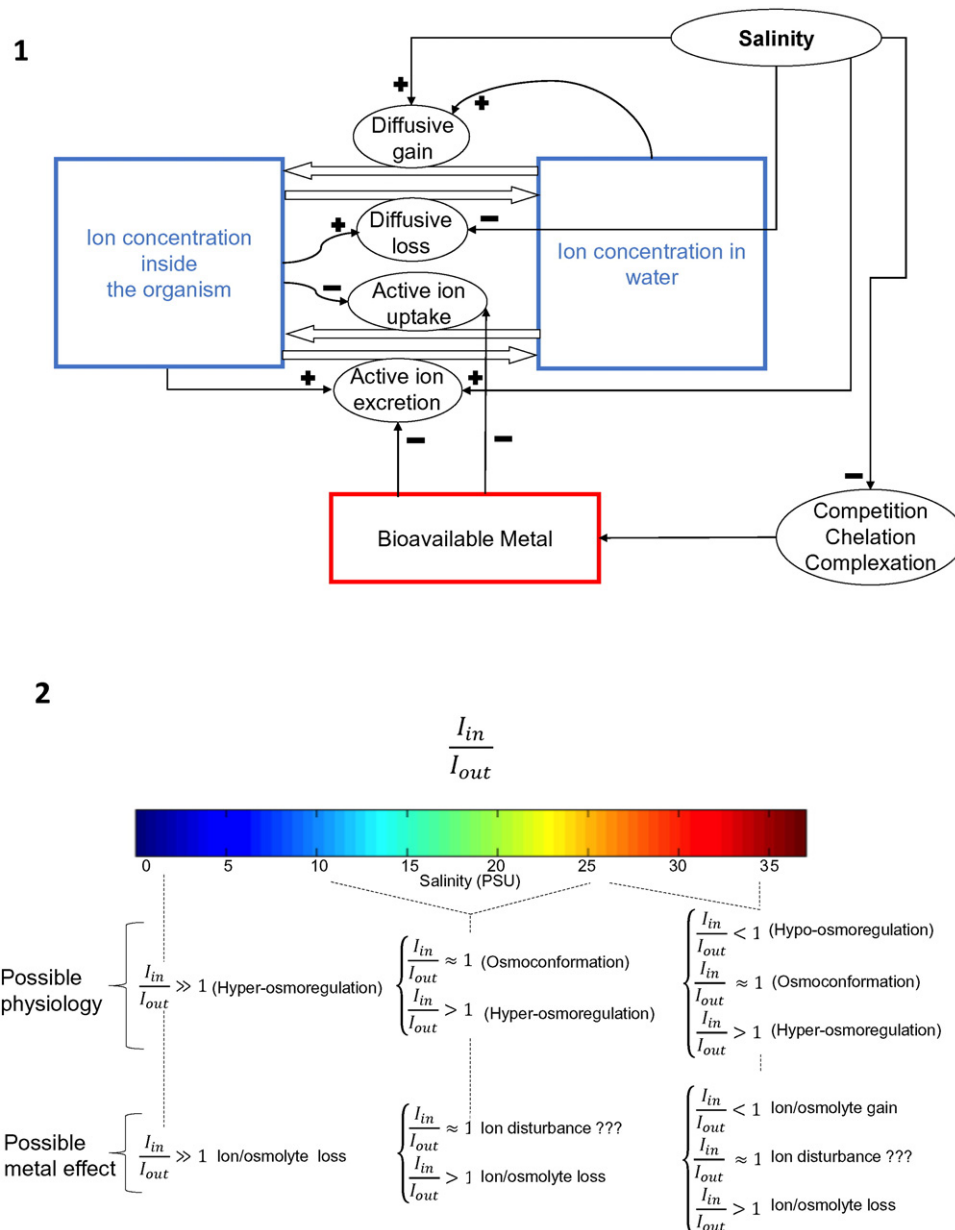 1
Salinity
+
+
Diffusive
gain
Ion concentration
inside
the organism
+
Diffusive
loss
−
Ion concentration in
water
−
Active ion
uptake
+
Active ion
excretion
+
−
−
−
Bioavailable Metal
Competition
Chelation
Complexation
2
I_in/I_out
0 5 10 15 20 25 30 35
Salinity (PSU)
Possible
physiology
I_in/I_out ≫ 1 (Hyper-osmoregulation)
I_in/I_out ≈ 1 (Osmoconformation)
I_in/I_out > 1 (Hyper-osmoregulation)
I_in/I_out < 1 (Hypo-osmoregulation)
I_in/I_out ≈ 1 (Osmoconformation)
I_in/I_out > 1 (Hyper-osmoregulation)
Possible
metal effect
I_in/I_out ≫ 1 Ion/osmolyte loss
I_in/I_out ≈ 1 Ion disturbance ???
I_in/I_out > 1 Ion/osmolyte loss
I_in/I_out < 1 Ion/osmolyte gain
I_in/I_out ≈ 1 Ion disturbance ???
I_in/I_out > 1 Ion/osmolyte loss